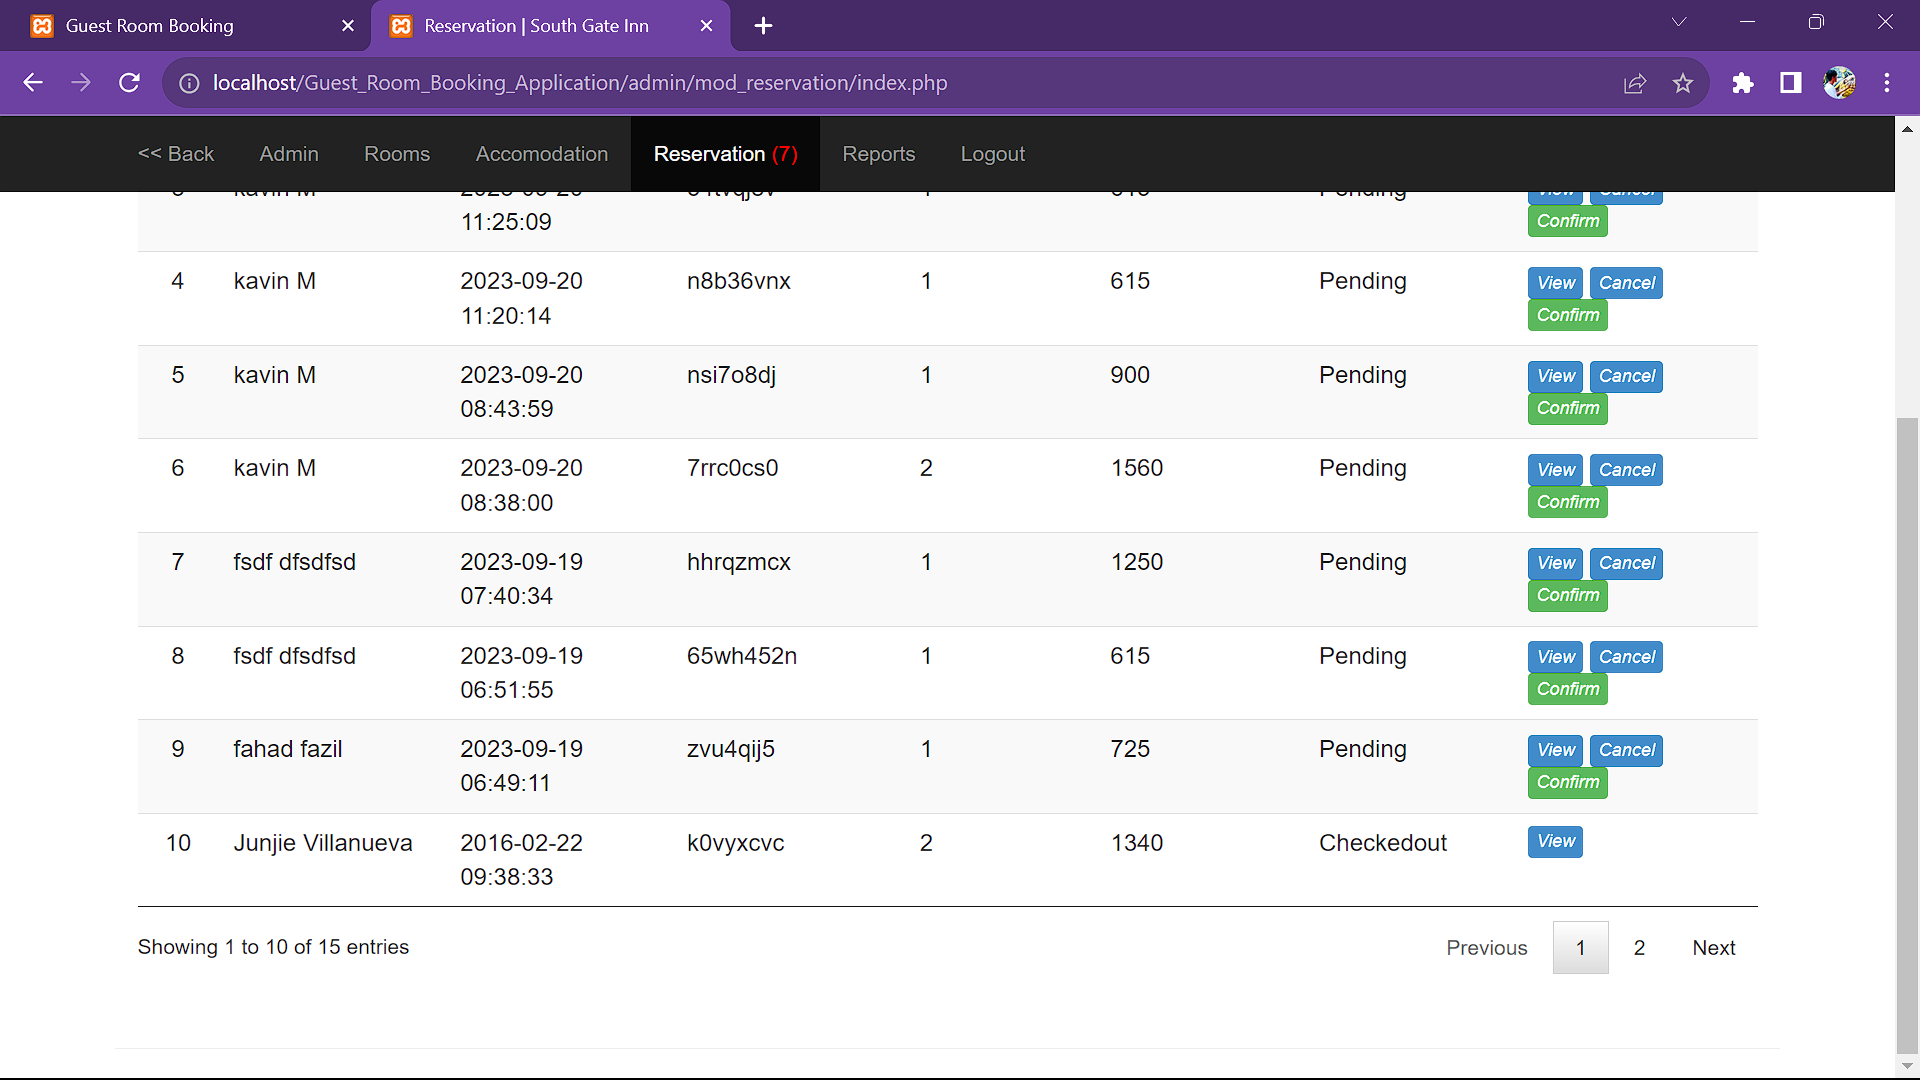 Guest Room Booking
Reservation | South Gate Inn
localhost/Guest_Room_Booking_Application/admin/mod_reservation/index.php
<< Back Admin Rooms Accomodation Reservation (7) Reports Logout
kavin M Pending View Cancel
11:25:09 Confirm
4 kavin M 2023-09-20 n8b36vnx 1 615 Pending View Cancel
11:20:14 Confirm
5 kavin M 2023-09-20 nsi7o8dj 1 900 Pending View Cancel
08:43:59 Confirm
6 kavin M 2023-09-20 7rrc0cs0 2 1560 Pending View Cancel
08:38:00 Confirm
7 fsdf dfsdfsd 2023-09-19 hhrqzmcx 1 1250 Pending View Cancel
07:40:34 Confirm
8 fsdf dfsdfsd 2023-09-19 65wh452n 1 615 Pending View Cancel
06:51:55 Confirm
9 fahad fazil 2023-09-19 zvu4qij5 1 725 Pending View Cancel
06:49:11 Confirm
10 Junjie Villanueva 2016-02-22 k0vyxcvc 2 1340 Checkedout View
09:38:33
Showing 1 to 10 of 15 entries Previous 1 2 Next